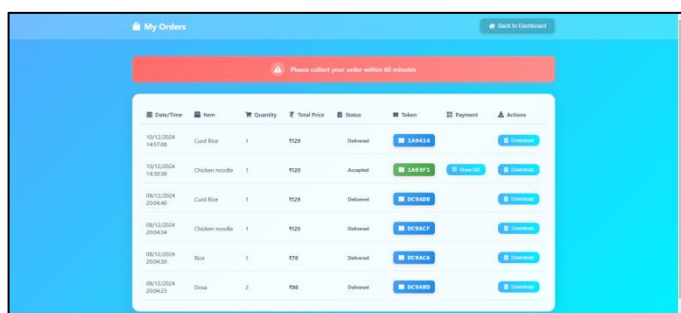 My Orders
Back to Dashboard
Please collect your order within 60 minutes
Date/Time Item Quantity Total Price Status Token Payment Actions
10/12/2024 14:57:06 Curd Rice 1 ₹129 Delivered 1A9414 Download
10/12/2024 14:30:38 Chicken noodle 1 ₹120 Accepted 1A93F1 Show QR Download
08/12/2024 20:04:40 Curd Rice 1 ₹129 Delivered Download
08/12/2024 20:04:34 Chicken noodle 1 ₹120 Delivered DC9ACF Download
08/12/2024 20:04:30 Rice 1 ₹78 Delivered DC9AC6 Download
08/12/2024 20:04:23 Dosa 2 ₹98 Delivered Download